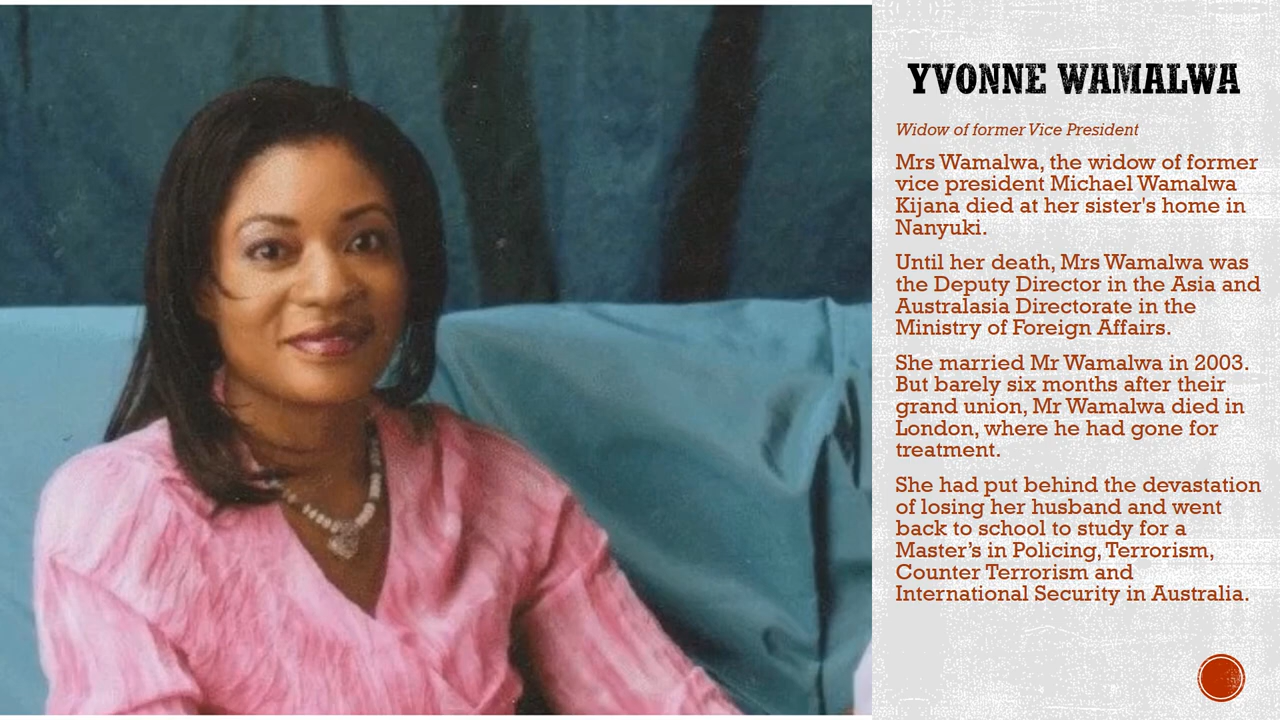 YVONNE WAMALWA
Widow of former Vice President
Mrs Wamalwa, the widow of former
vice president Michael Wamalwa
Kijana died at her sister's home in
Nanyuki.
Until her death, Mrs Wamalwa was
the Deputy Director in the Asia and
Australasia Directorate in the
Ministry of Foreign Affairs.
She married Mr Wamalwa in 2003.
But barely six months after their
grand union, Mr Wamalwa died in
London, where he had gone for
treatment.
She had put behind the devastation
of losing her husband and went
back to school to study for a
Master’s in Policing, Terrorism,
Counter Terrorism and
International Security in Australia.